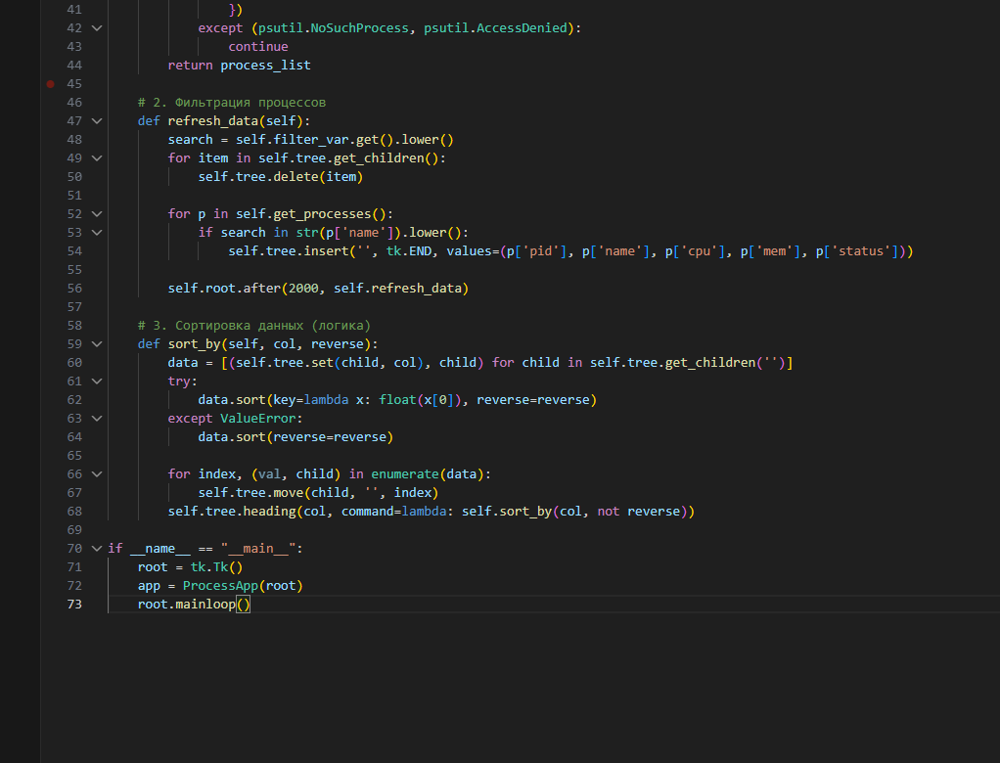 41 })
42 except (psutil.NoSuchProcess, psutil.AccessDenied):
43 continue
44 return process_list
45
46 # 2. Фильтрация процессов
47 def refresh_data(self):
48 search = self.filter_var.get().lower()
49 for item in self.tree.get_children():
50 self.tree.delete(item)
51
52 for p in self.get_processes():
53 if search in str(p['name']).lower():
54 self.tree.insert('', tk.END, values=(p['pid'], p['name'], p['cpu'], p['mem'], p['status']))
55
56 self.root.after(2000, self.refresh_data)
57
58 # 3. Сортировка данных (логика)
59 def sort_by(self, col, reverse):
60 data = [(self.tree.set(child, col), child) for child in self.tree.get_children('')]
61 try:
62 data.sort(key=lambda x: float(x[0]), reverse=reverse)
63 except ValueError:
64 data.sort(reverse=reverse)
65
66 for index, (val, child) in enumerate(data):
67 self.tree.move(child, '', index)
68 self.tree.heading(col, command=lambda: self.sort_by(col, not reverse))
69
70 if __name__ == "__main__":
71 root = tk.Tk()
72 app = ProcessApp(root)
73 root.mainloop()